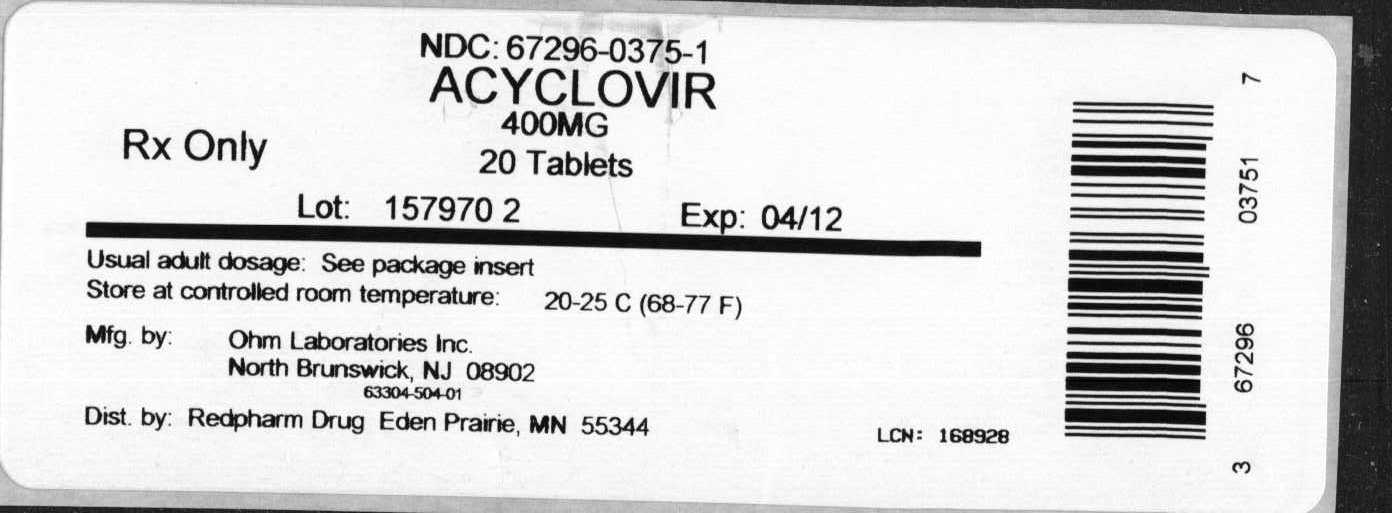 NDC: 67296-0375-1
ACYCLOVIR
400MG
Rx Only
20 Tablets
Lot: 157970 2 Exp: 04/12
Usual adult dosage: See package insert
Store at controlled room temperature: 20-25 C (68-77 F)
Mfg. by: Ohm Laboratories Inc.
North Brunswick, NJ 08902
63304-504-01
Dist. by: Redpharm Drug Eden Prairie, MN 55344
LCN: 168928
3 67296 03751 7